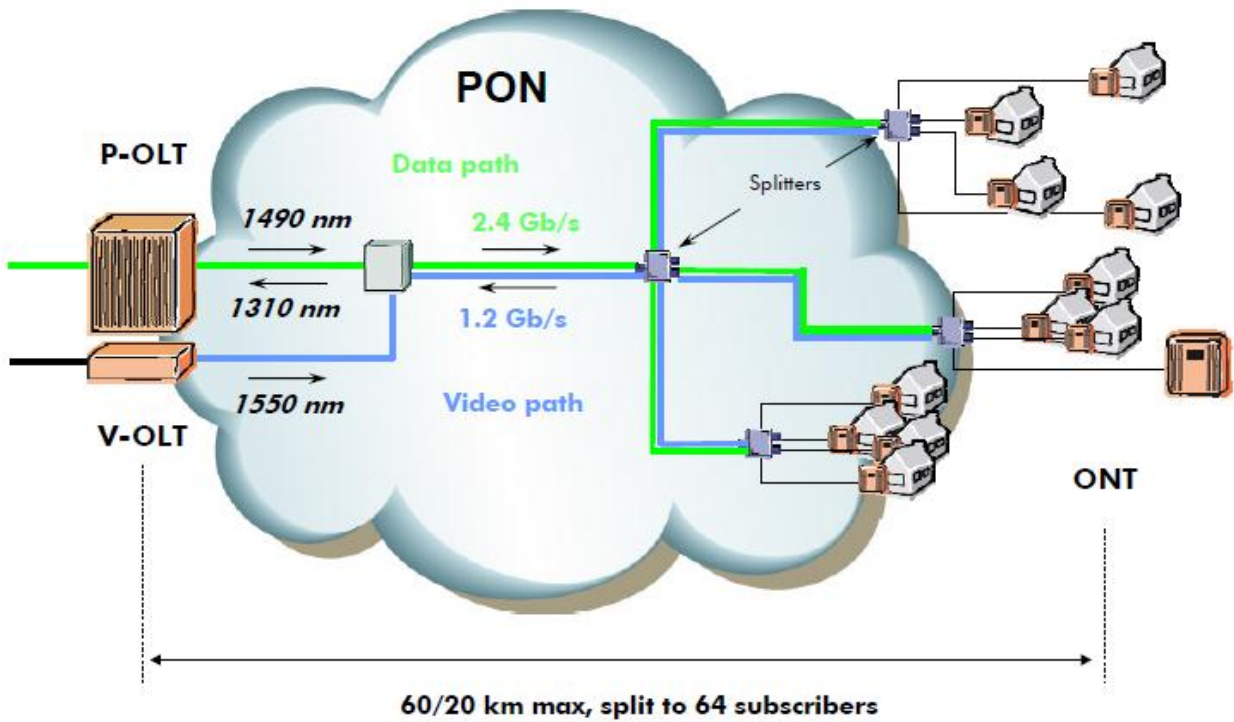 PON
P-OLT
Data path
Splitters
1490 nm
2.4 Gb/s
1310 nm
1.2 Gb/s
1550 nm
Video path
V-OLT
ONT
60/20 km max, split to 64 subscribers